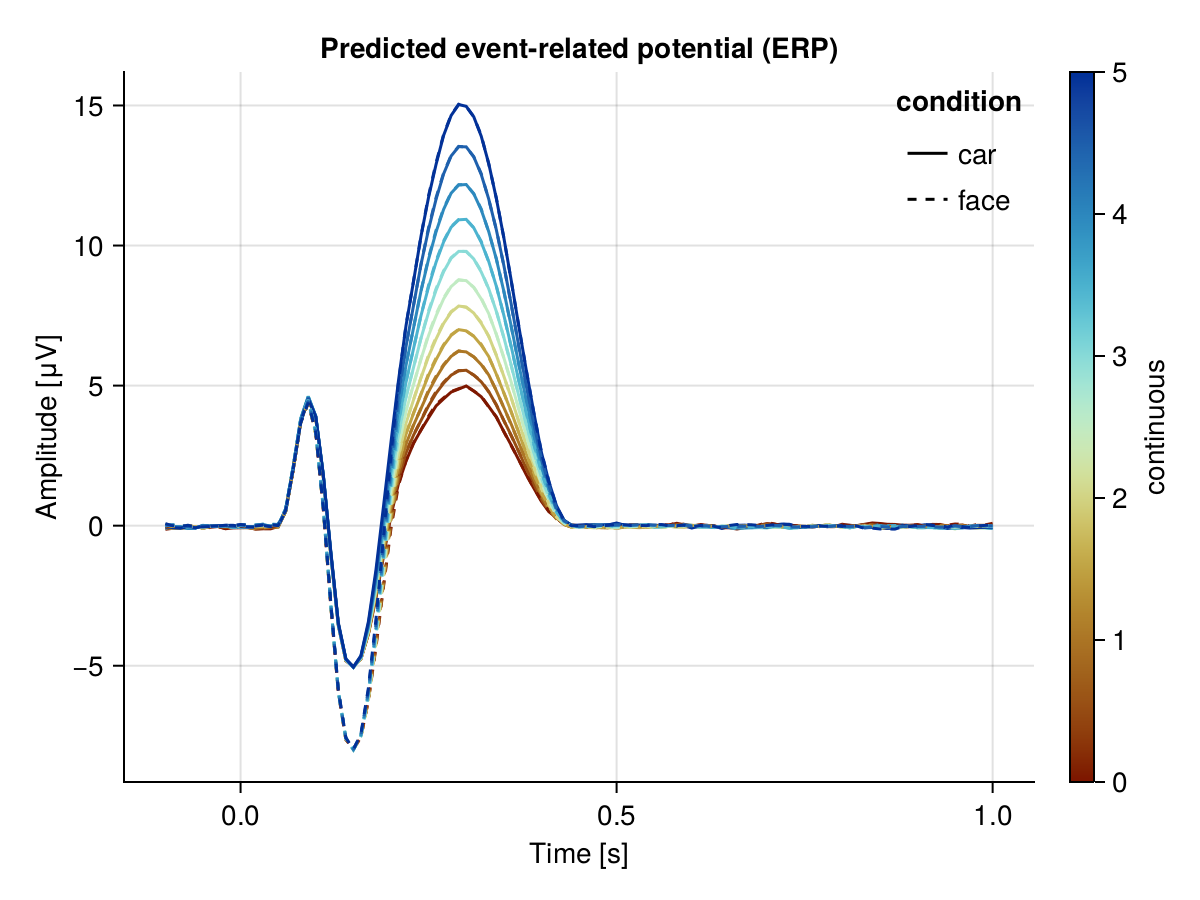 Predicted event-related potential (ERP)
15
10
5
0
−5
Amplitude [µV]
0.0
0.5
1.0
Time [s]
condition
car
face
5
4
3
2
1
0
continuous